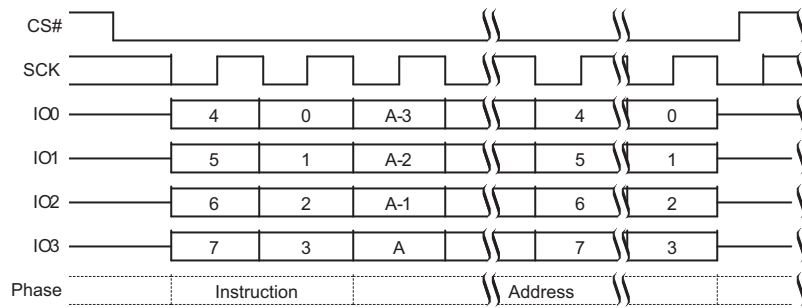 CS#
SCK
IO0 4 0 A-3 4 0
IO1 5 1 A-2 5 1
IO2 6 2 A-1 6 2
IO3 7 3 A 7 3
Phase Instruction Address